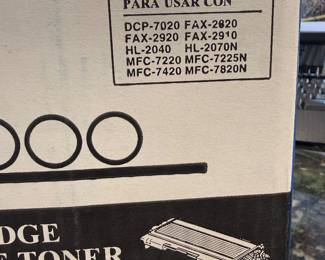 PARA USAR CON
DCP-7020 FAX-2820
FAX-2920 FAX-2910
HL-2040 HL-2070N
MFC-7220 MFC-7225N
MFC-7420 MFC-7820N
DGE
TONER